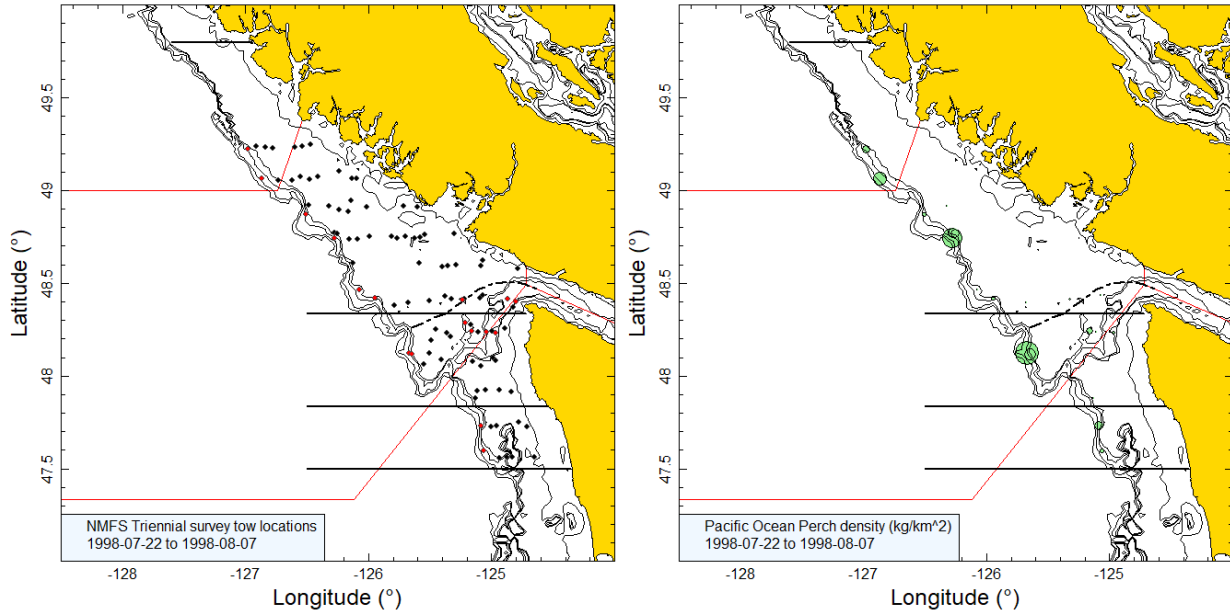 Latitude (°)
49.5
49
48.5
48
47.5
NMFS Triennial survey tow locations
1998-07-22 to 1998-08-07
-128
-127
-126
-125
Longitude (°)
Latitude (°)
49.5
49
48.5
48
47.5
Pacific Ocean Perch density (kg/km^2)
1998-07-22 to 1998-08-07
-128
-127
-126
-125
Longitude (°)